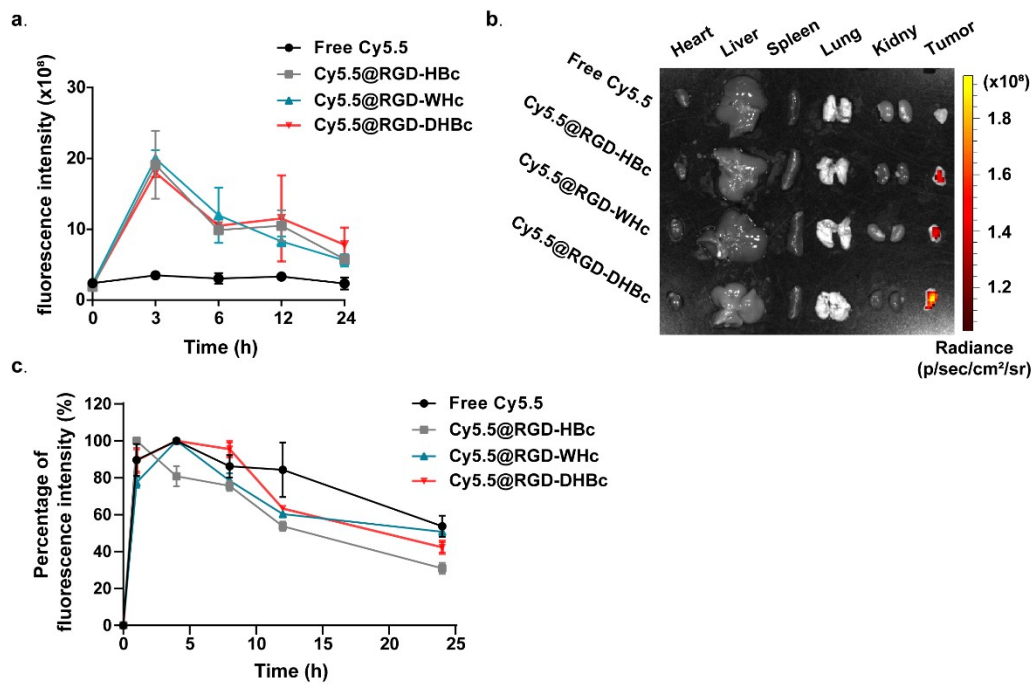 a.
Free Cy5.5
Cy5.5@RGD-HBc
Cy5.5@RGD-WHc
Cy5.5@RGD-DHBc
fluorescence intensity (x10⁸)
30
20
10
0
0 3 6 12 24
Time (h)
b.
Heart Liver Spleen Lung Kidny Tumor
Free Cy5.5
Cy5.5@RGD-HBc
Cy5.5@RGD-WHc
Cy5.5@RGD-DHBc
(x10⁸)
1.8
1.6
1.4
1.2
Radiance
(p/sec/cm²/sr)
c.
Free Cy5.5
Cy5.5@RGD-HBc
Cy5.5@RGD-WHc
Cy5.5@RGD-DHBc
Percentage of
fluorescence intensity (%)
120
100
80
60
40
20
0
0 5 10 15 20 25
Time (h)